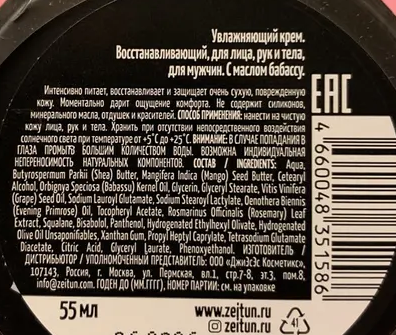 Увлажняющий крем.
Восстанавливающий, для лица, рук и тела,
для мужчин. С маслом бабассу.
Интенсивно питает, восстанавливает и защищает очень сухую, поврежденную
кожу. Моментально дарит ощущение комфорта. Не содержит силиконов,
минерального масла, отдушек и красителей. СПОСОБ ПРИМЕНЕНИЯ: нанести на чистую
кожу лица, рук и тела. Хранить при отсутствии непосредственного воздействия
солнечного света при температуре от +5°С до +25°С. ВНИМАНИЕ: В СЛУЧАЕ ПОПАДАНИЯ В
ГЛАЗА ПРОМЫТЬ БОЛЬШИМ КОЛИЧЕСТВОМ ВОДЫ. ВОЗМОЖНА ИНДИВИДУАЛЬНАЯ
НЕПЕРЕНОСИМОСТЬ НАТУРАЛЬНЫХ КОМПОНЕНТОВ. СОСТАВ / INGREDIENTS: Aqua,
Butyrospermum Parkii (Shea) Butter, Mangifera Indica (Mango) Seed Butter, Cetearyl
Alcohol, Orbignya Speciosa (Babassu) Kernel Oil, Glycerin, Glyceryl Stearate, Vitis Vinifera
(Grape) Seed Oil, Sodium Lauroyl Glutamate, Sodium Stearoyl Lactylate, Oenothera Biennis
(Evening Primrose) Oil, Tocopheryl Acetate, Rosmarinus Officinalis (Rosemary) Leaf
Extract, Squalane, Bisabolol, Panthenol, Hydrogenated Ethylhexyl Olivate, Hydrogenated
Olive Oil Unsaponifiables, Xanthan Gum, Propyl Heptyl Caprylate, Tetrasodium Glutamate
Diacetate, Citric Acid, Glyceryl Laurate, Phenoxyethanol. ИЗГОТОВИТЕЛЬ /
ДИСТРИБЬЮТОР / УПОЛНОМОЧЕННЫЙ ПРЕДСТАВИТЕЛЬ: ООО «ДжиЭсЭс Косметикс»,
107143, Россия, г. Москва, ул. Пермская, вл.1, стр.7-8, эт.3, пом.8,
info@zeitun.com. ГОДЕН ДО (ММ.ГГГГ). НОМЕР ПАРТИИ: см. на упаковке
55 МЛ
www.zeitun.ru
zeitun.ru
41
EAC
4 660048 351586